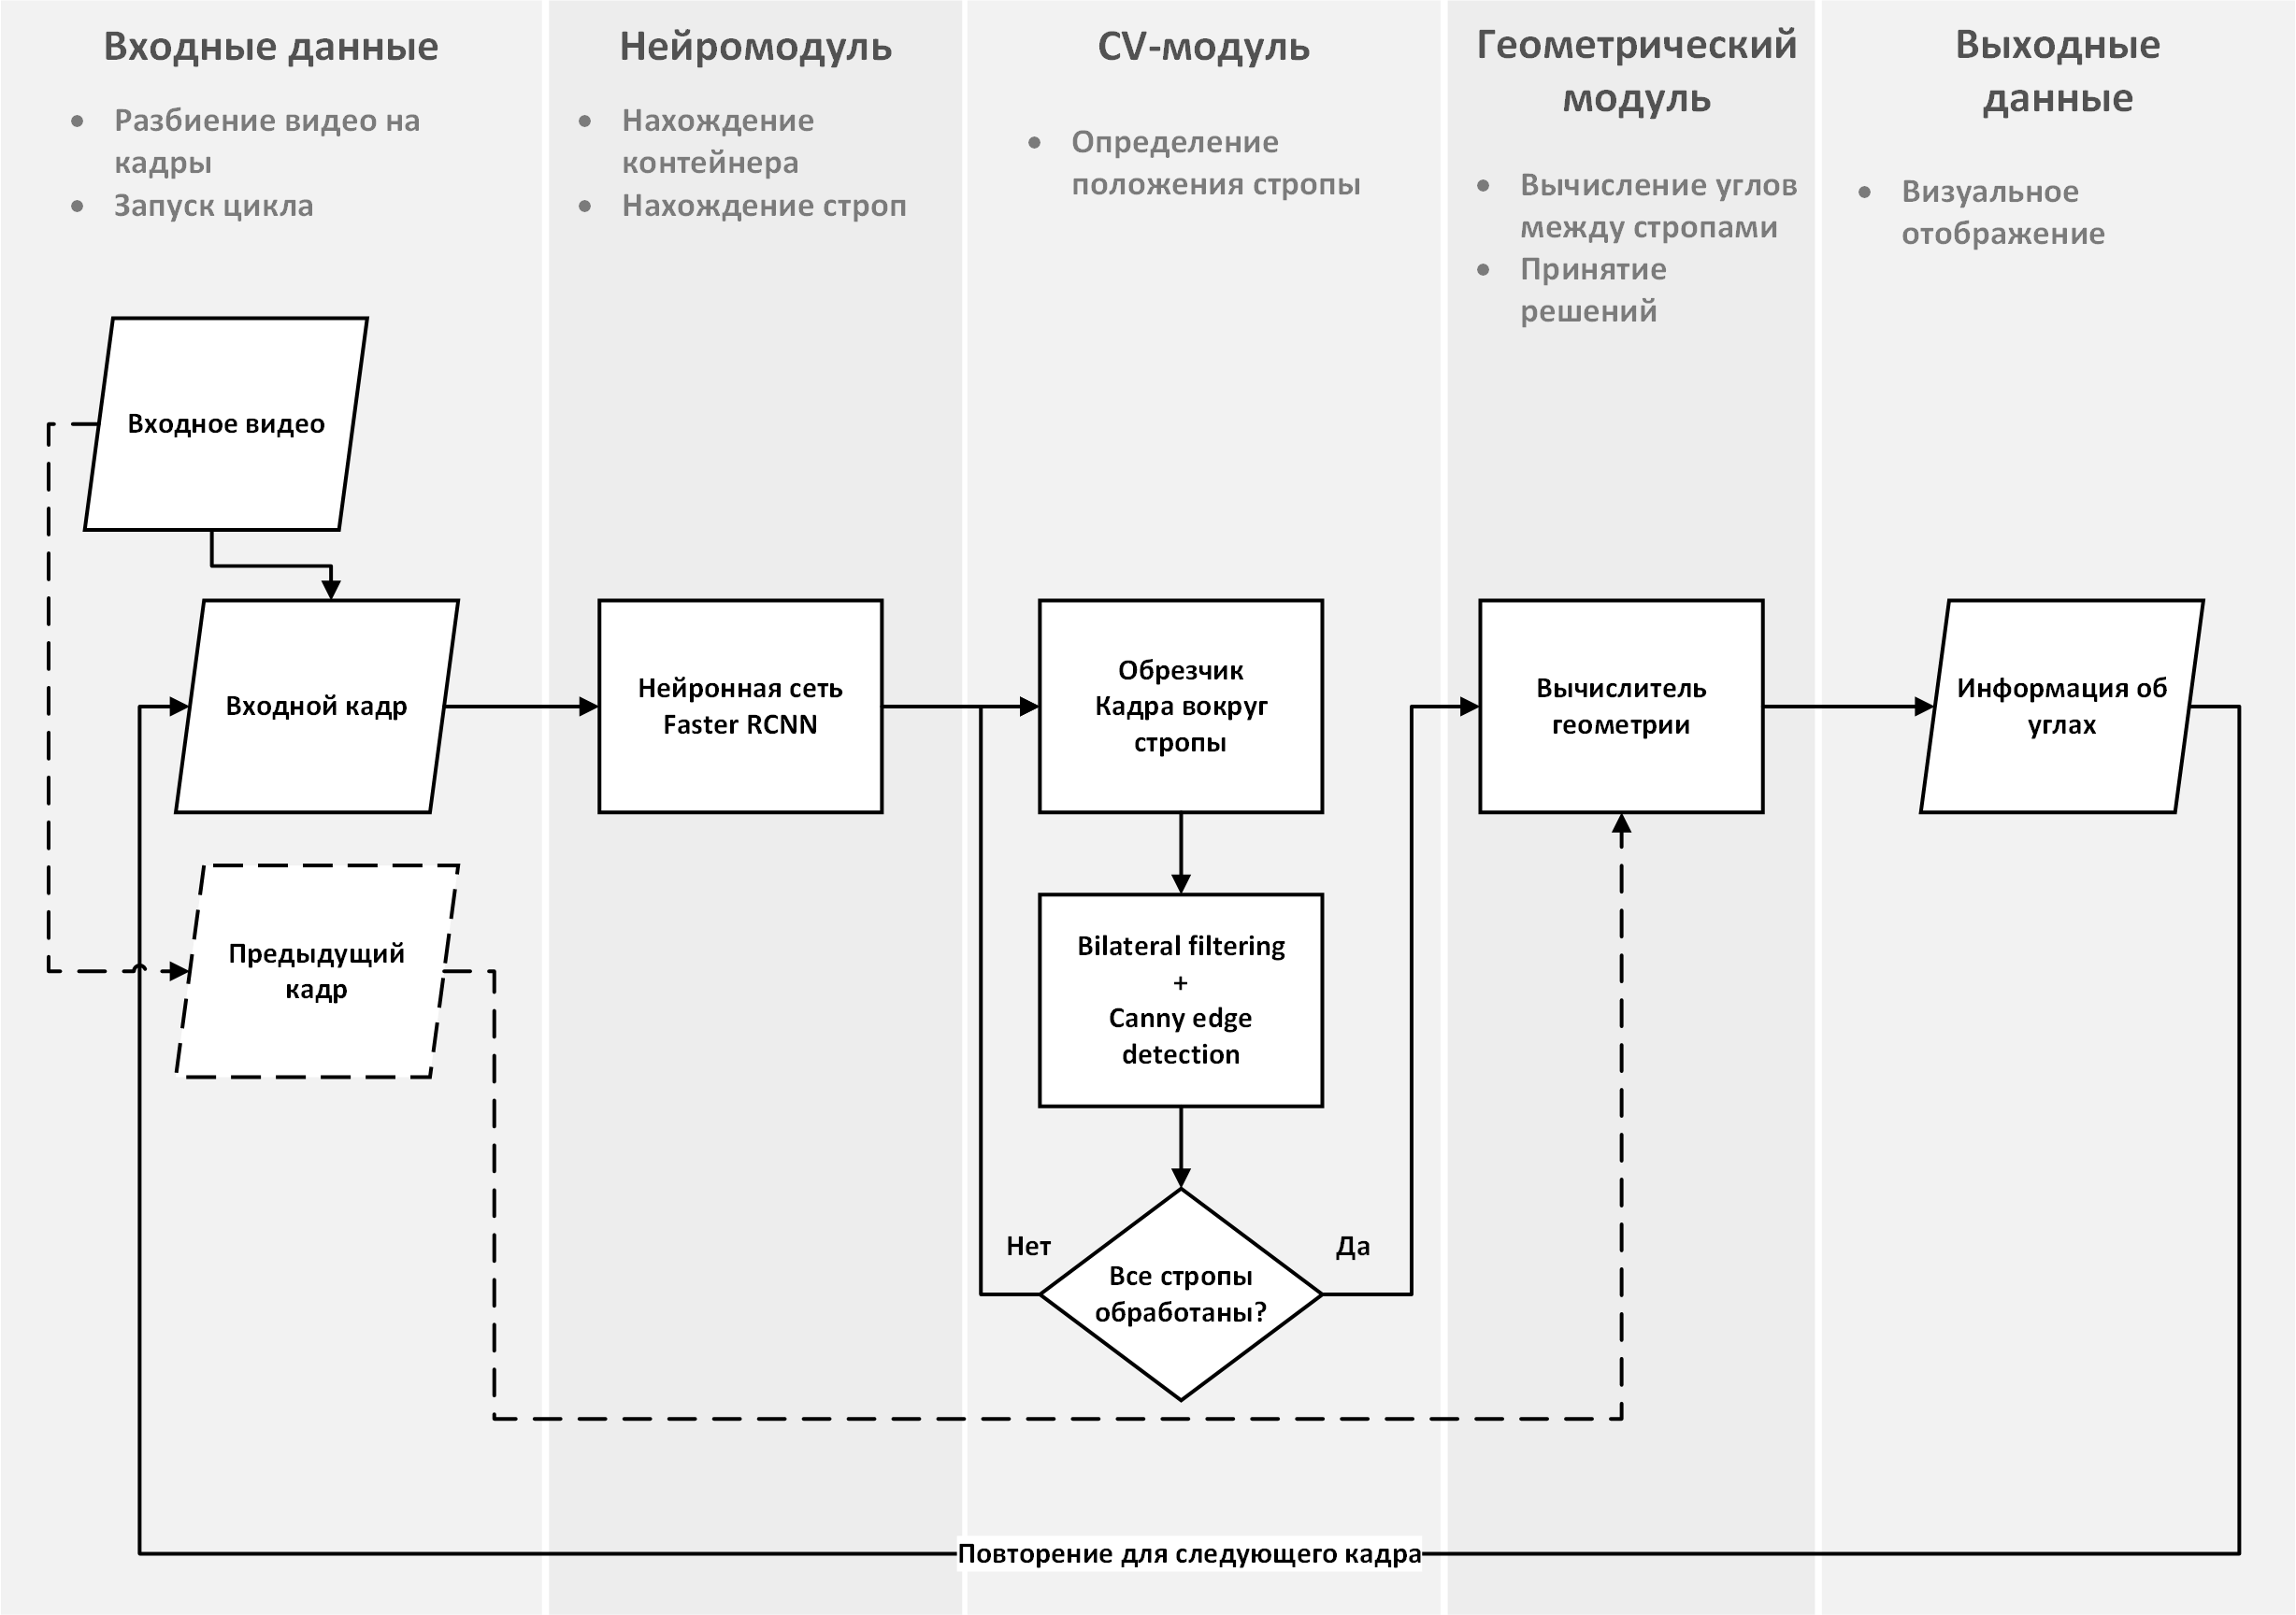 Входные данные
• Разбиение видео на
кадры
• Запуск цикла
Нейромодуль
• Нахождение
контейнера
• Нахождение строп
CV-модуль
• Определение
положения стропы
Геометрический
модуль
• Вычисление углов
между стропами
• Принятие
решений
Выходные
данные
• Визуальное
отображение
Входное видео
Входной кадр
Предыдущий
кадр
Нейронная сеть
Faster RCNN
Обрезчик
Кадра вокруг
стропы
Bilateral filtering
+
Canny edge
detection
Нет
Да
Все стропы
обработаны?
Вычислитель
геометрии
Информация об
углах
Повторение для следующего кадра